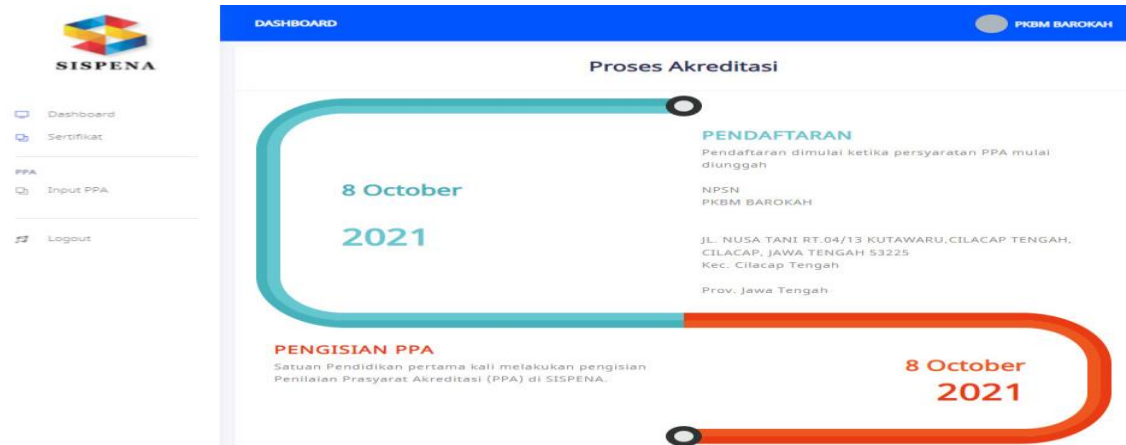 SISPENA
Dashboard
Sertifikat
PPA
Input PPA
Logout
DASHBOARD
PKBM BAROKAH
Proses Akreditasi
8 October
2021
PENDAFTARAN
Pendaftaran dimulai ketika persyaratan PPA mulai
diunggah
NPSN
PKBM BAROKAH
JL. NUSA TANI RT.04/13 KUTAWARU,CILACAP TENGAH,
CILACAP, JAWA TENGAH 53225
Kec. Cilacap Tengah
Prov. Jawa Tengah
PENGISIAN PPA
Satuan Pendidikan pertama kali melakukan pengisian
Penilaian Prasyarat Akreditasi (PPA) di SISPENA.
8 October
2021